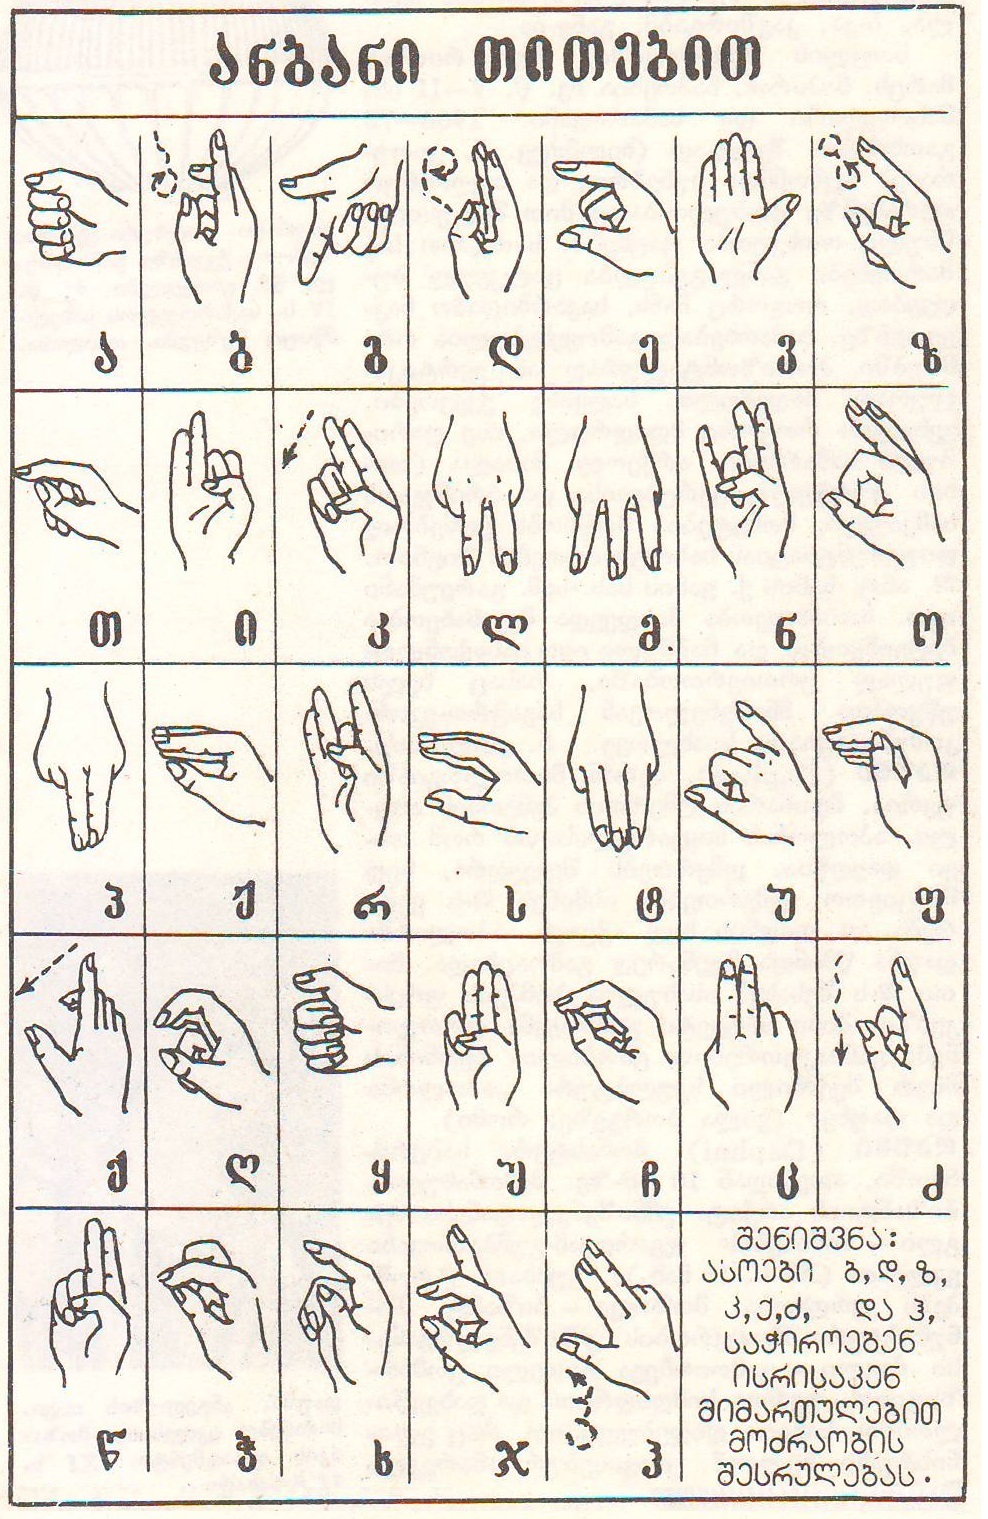 ანბანი თითებით
ა ბ გ დ ე ვ ზ
თ ი კ ლ მ. ნ ო
პ ჟ რ ს ტ უ ფ
ქ ღ ყ შ ჩ ც ძ
წ ჭ ხ ჯ ჰ
შენიშვნა:
ასოები ბ, დ, ზ,
კ, ქ, ძ, და ჰ,
საჭიროებენ
ისრისაკენ
მიმართულებით
მოძრაობის
შესრულებას.